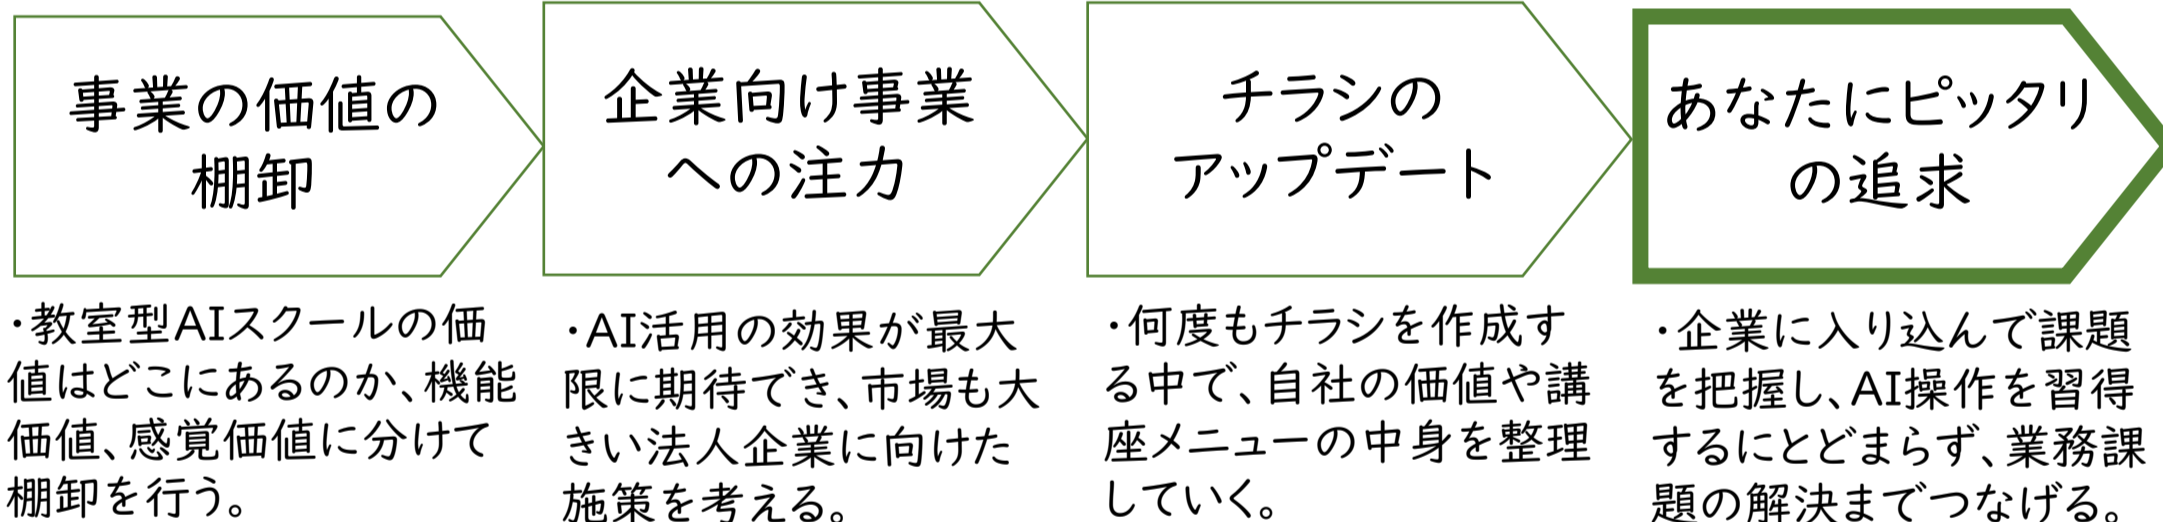 事業の価値の
棚卸
・教室型AIスクールの価
値はどこにあるのか、機能
価値、感覚価値に分けて
棚卸を行う。
企業向け事業
への注力
・AI活用の効果が最大
限に期待でき、市場も大
きい法人企業に向けた
施策を考える。
チラシの
アップデート
・何度もチラシを作成す
る中で、自社の価値や講
座メニューの中身を整理
していく。
あなたにピッタリ
の追求
・企業に入り込んで課題
を把握し、AI操作を習得
するにとどまらず、業務課
題の解決までつなげる。